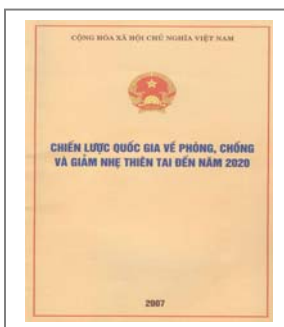 CỘNG HÒA XÃ HỘI CHỦ NGHĨA VIỆT NAM
CHIẾN LƯỢC QUỐC GIA VỀ PHÒNG, CHỐNG
VÀ GIẢM NHẸ THIÊN TAI ĐẾN NĂM 2020
2007